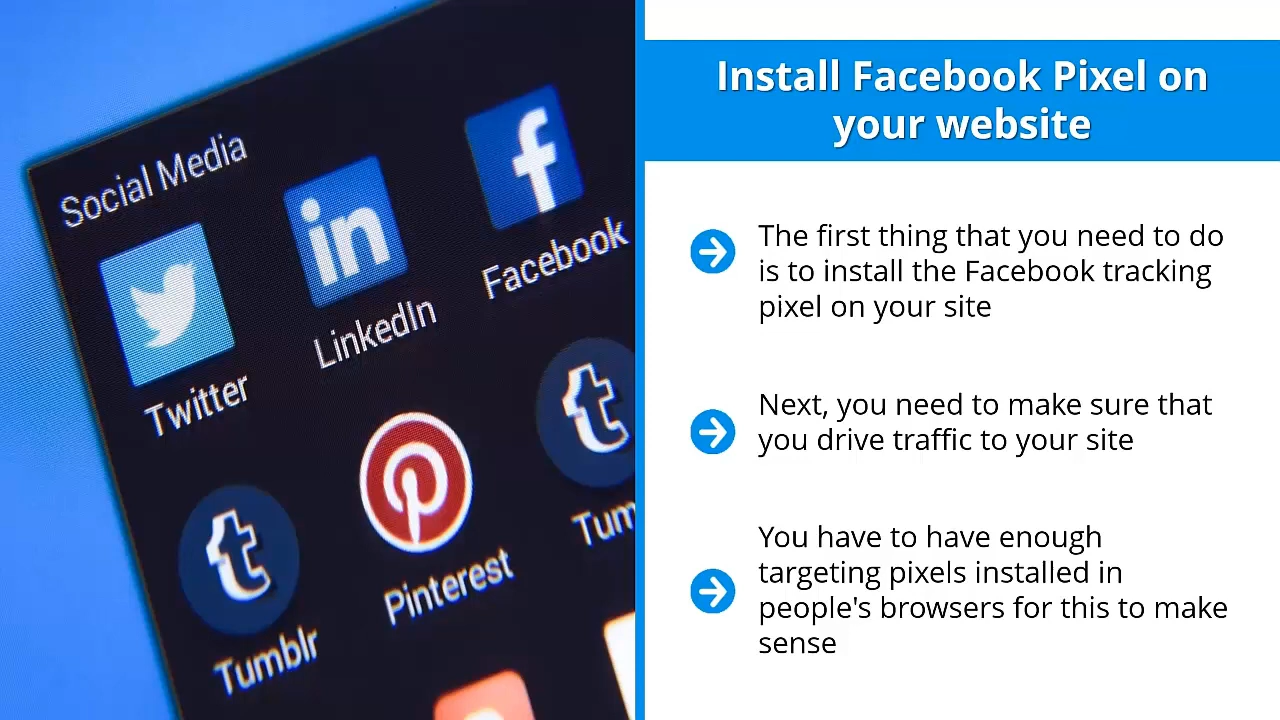 Social Media
Twitter
LinkedIn
Facebook
Tumblr
Pinterest
Tum
Install Facebook Pixel on
your website
The first thing that you need to do
is to install the Facebook tracking
pixel on your site
Next, you need to make sure that
you drive traffic to your site
You have to have enough
targeting pixels installed in
people's browsers for this to make
sense